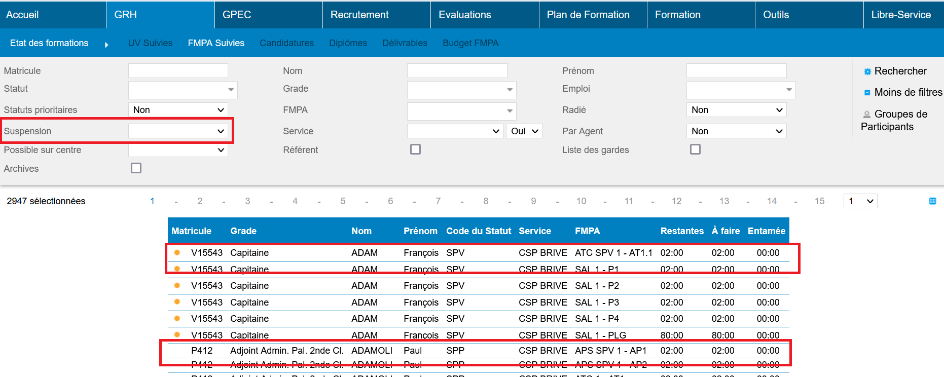 Accueil GRH GPEC Recrutement Evaluations Plan de Formation Formation Outils Libre-Service
Etat des formations UV Suivies FMPA Suivies Candidatures Diplômes Délivrables Budget FMPA
Matricule Nom Prénom Rechercher
Statut Grade Emploi
Moins de filtres
Statuts prioritaires Non FMPA Radié Non
Groupes de
Participants
Suspension Service Oui Par Agent Non
Possible sur centre Référent Liste des gardes
Archives
2947 sélectionnées 1 - 2 - 3 - 4 - 5 - 6 - 7 - 8 - 9 - 10 - 11 - 12 - 13 - 14 - 15 1
Matricule Grade Nom Prénom Code du Statut Service FMPA Restantes À faire Entamée
V15543 Capitaine ADAM François SPV CSP BRIVE ATC SPV 1 - AT1.1 02:00 02:00 00:00
V15543 Capitaine ADAM François SPV CSP BRIVE SAL 1 - P1 02:00 02:00 00:00
V15543 Capitaine ADAM François SPV CSP BRIVE SAL 1 - P2 02:00 02:00 00:00
V15543 Capitaine ADAM François SPV CSP BRIVE SAL 1 - P3 02:00 02:00 00:00
V15543 Capitaine ADAM François SPV CSP BRIVE SAL 1 - P4 02:00 02:00 00:00
V15543 Capitaine ADAM François SPV CSP BRIVE SAL 1 - PLG 80:00 80:00 00:00
P412 Adjoint Admin. Pal. 2nde Cl. ADAMOLI Paul SPP CSP BRIVE APS SPV 1 - AP1 02:00 02:00 00:00
P412 Adjoint Admin. Pal. 2nde Cl. ADAMOLI Paul SPP CSP BRIVE APS SPV 1 - AP2 02:00 02:00 00:00